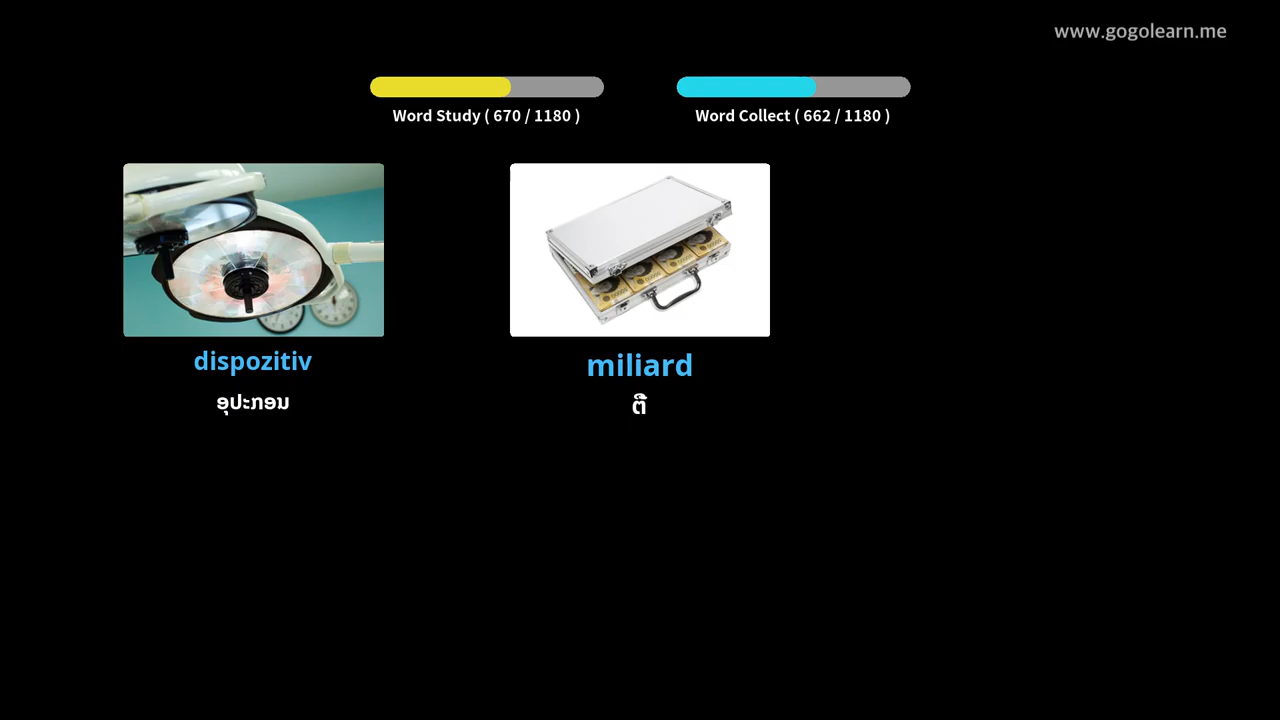 www.gogolearn.me
Word Study ( 670 / 1180 )
Word Collect ( 662 / 1180 )
dispozitiv
ອຸປະກອນ
miliard
ຕື້